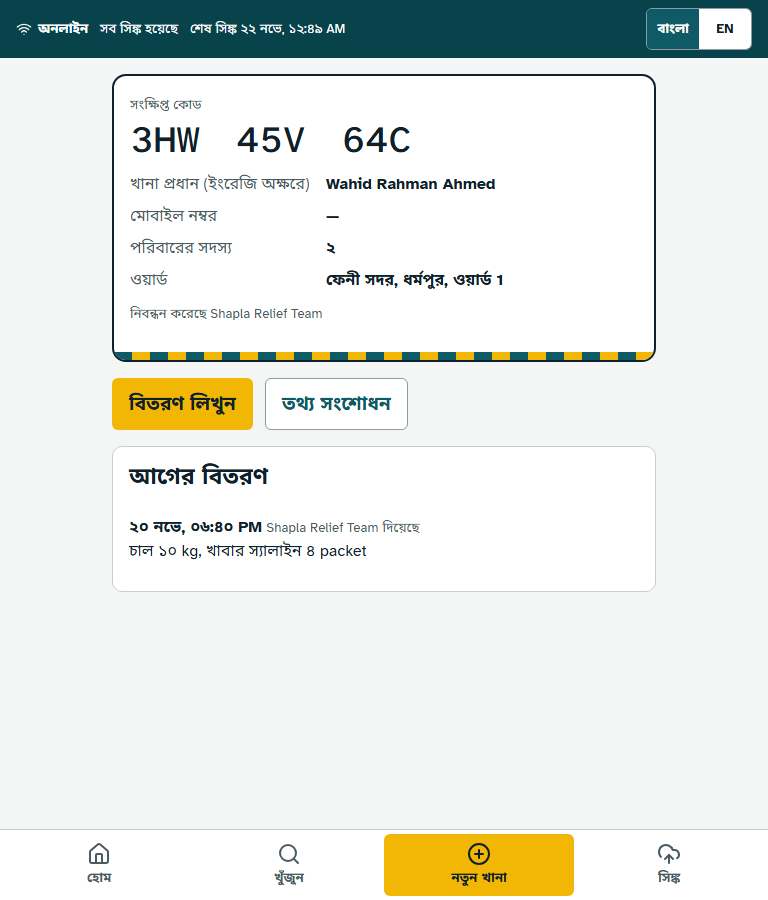 অনলাইন সব সিঙ্ক হয়েছে শেষ সিঙ্ক ২২ নভে, ১২:৪৯ AM বাংলা EN
সংক্ষিপ্ত কোড
3HW 45V 64C
খানা প্রধান (ইংরেজি অক্ষরে) Wahid Rahman Ahmed
মোবাইল নম্বর —
পরিবারের সদস্য ২
ওয়ার্ড ফেনী সদর, ধর্মপুর, ওয়ার্ড 1
নিবন্ধন করেছে Shapla Relief Team
বিতরণ লিখুন তথ্য সংশোধন
আগের বিতরণ
২০ নভে, ০৬:৪০ PM Shapla Relief Team দিয়েছে
চাল ১০ kg, খাবার স্যালাইন 8 packet
হোম খুঁজুন নতুন খানা সিঙ্ক